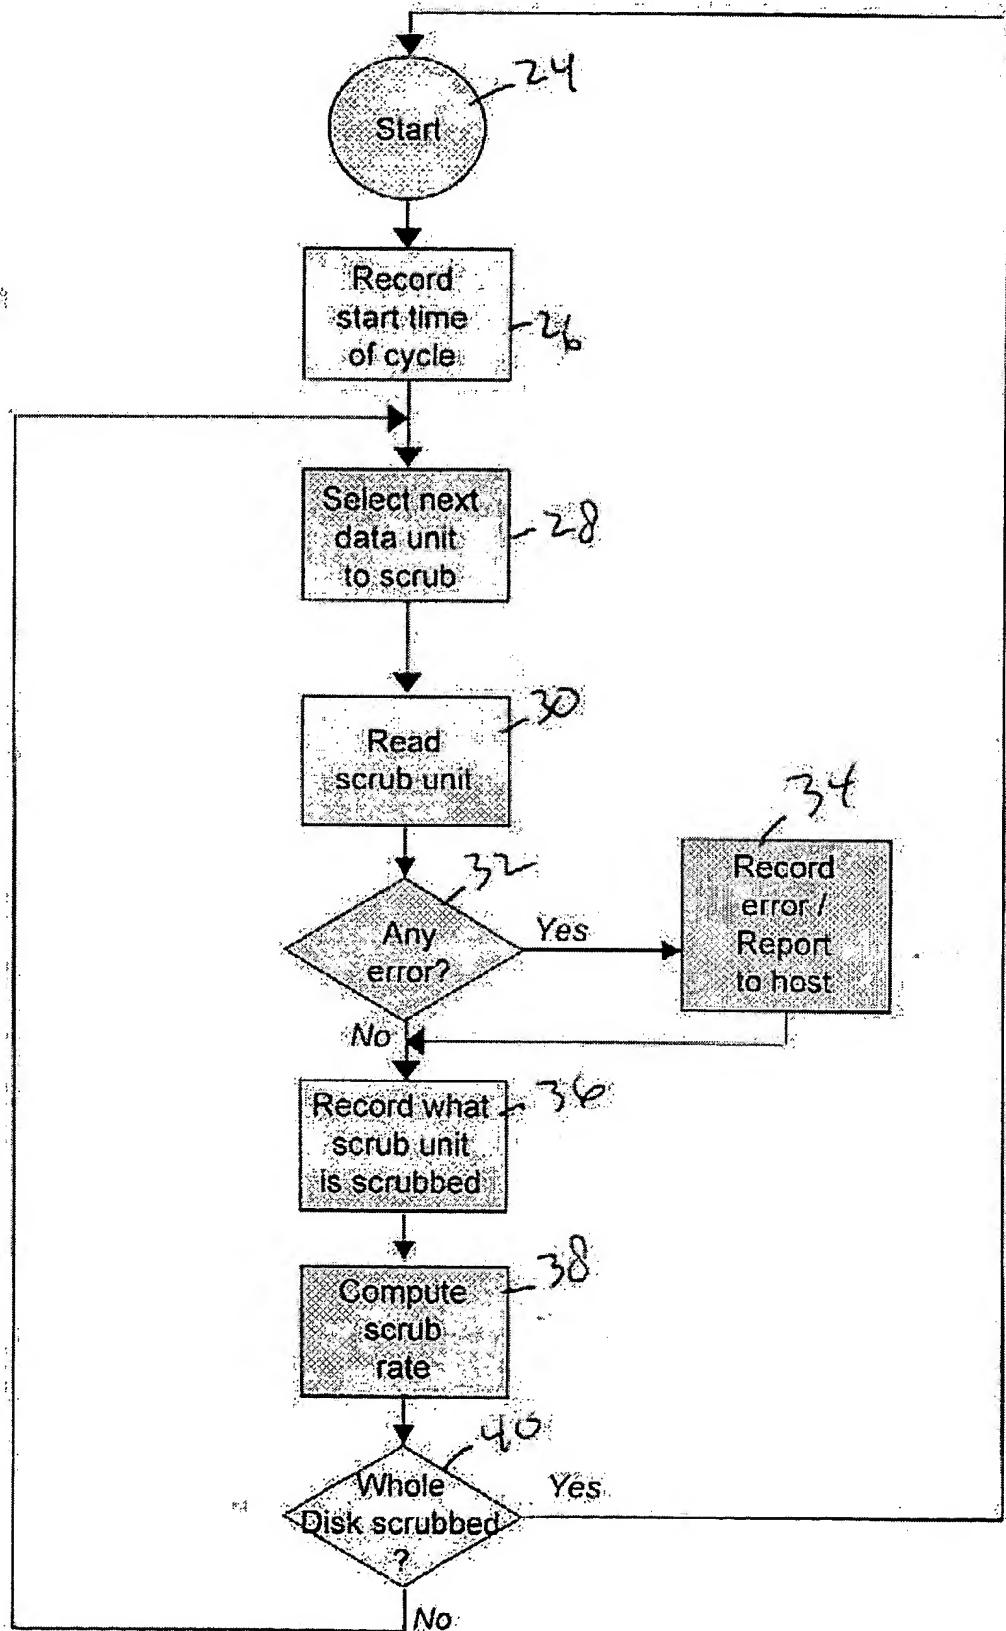 24
Start
Record
start time
of cycle
26
Select next
data unit
to scrub
28
30
Read
scrub unit
32
34
Any
error?
Yes
Record
error /
Report
to host
No
Record what
scrub unit
is scrubbed
36
38
Compute
scrub
rate
40
Whole
Disk scrubbed
?
Yes
No